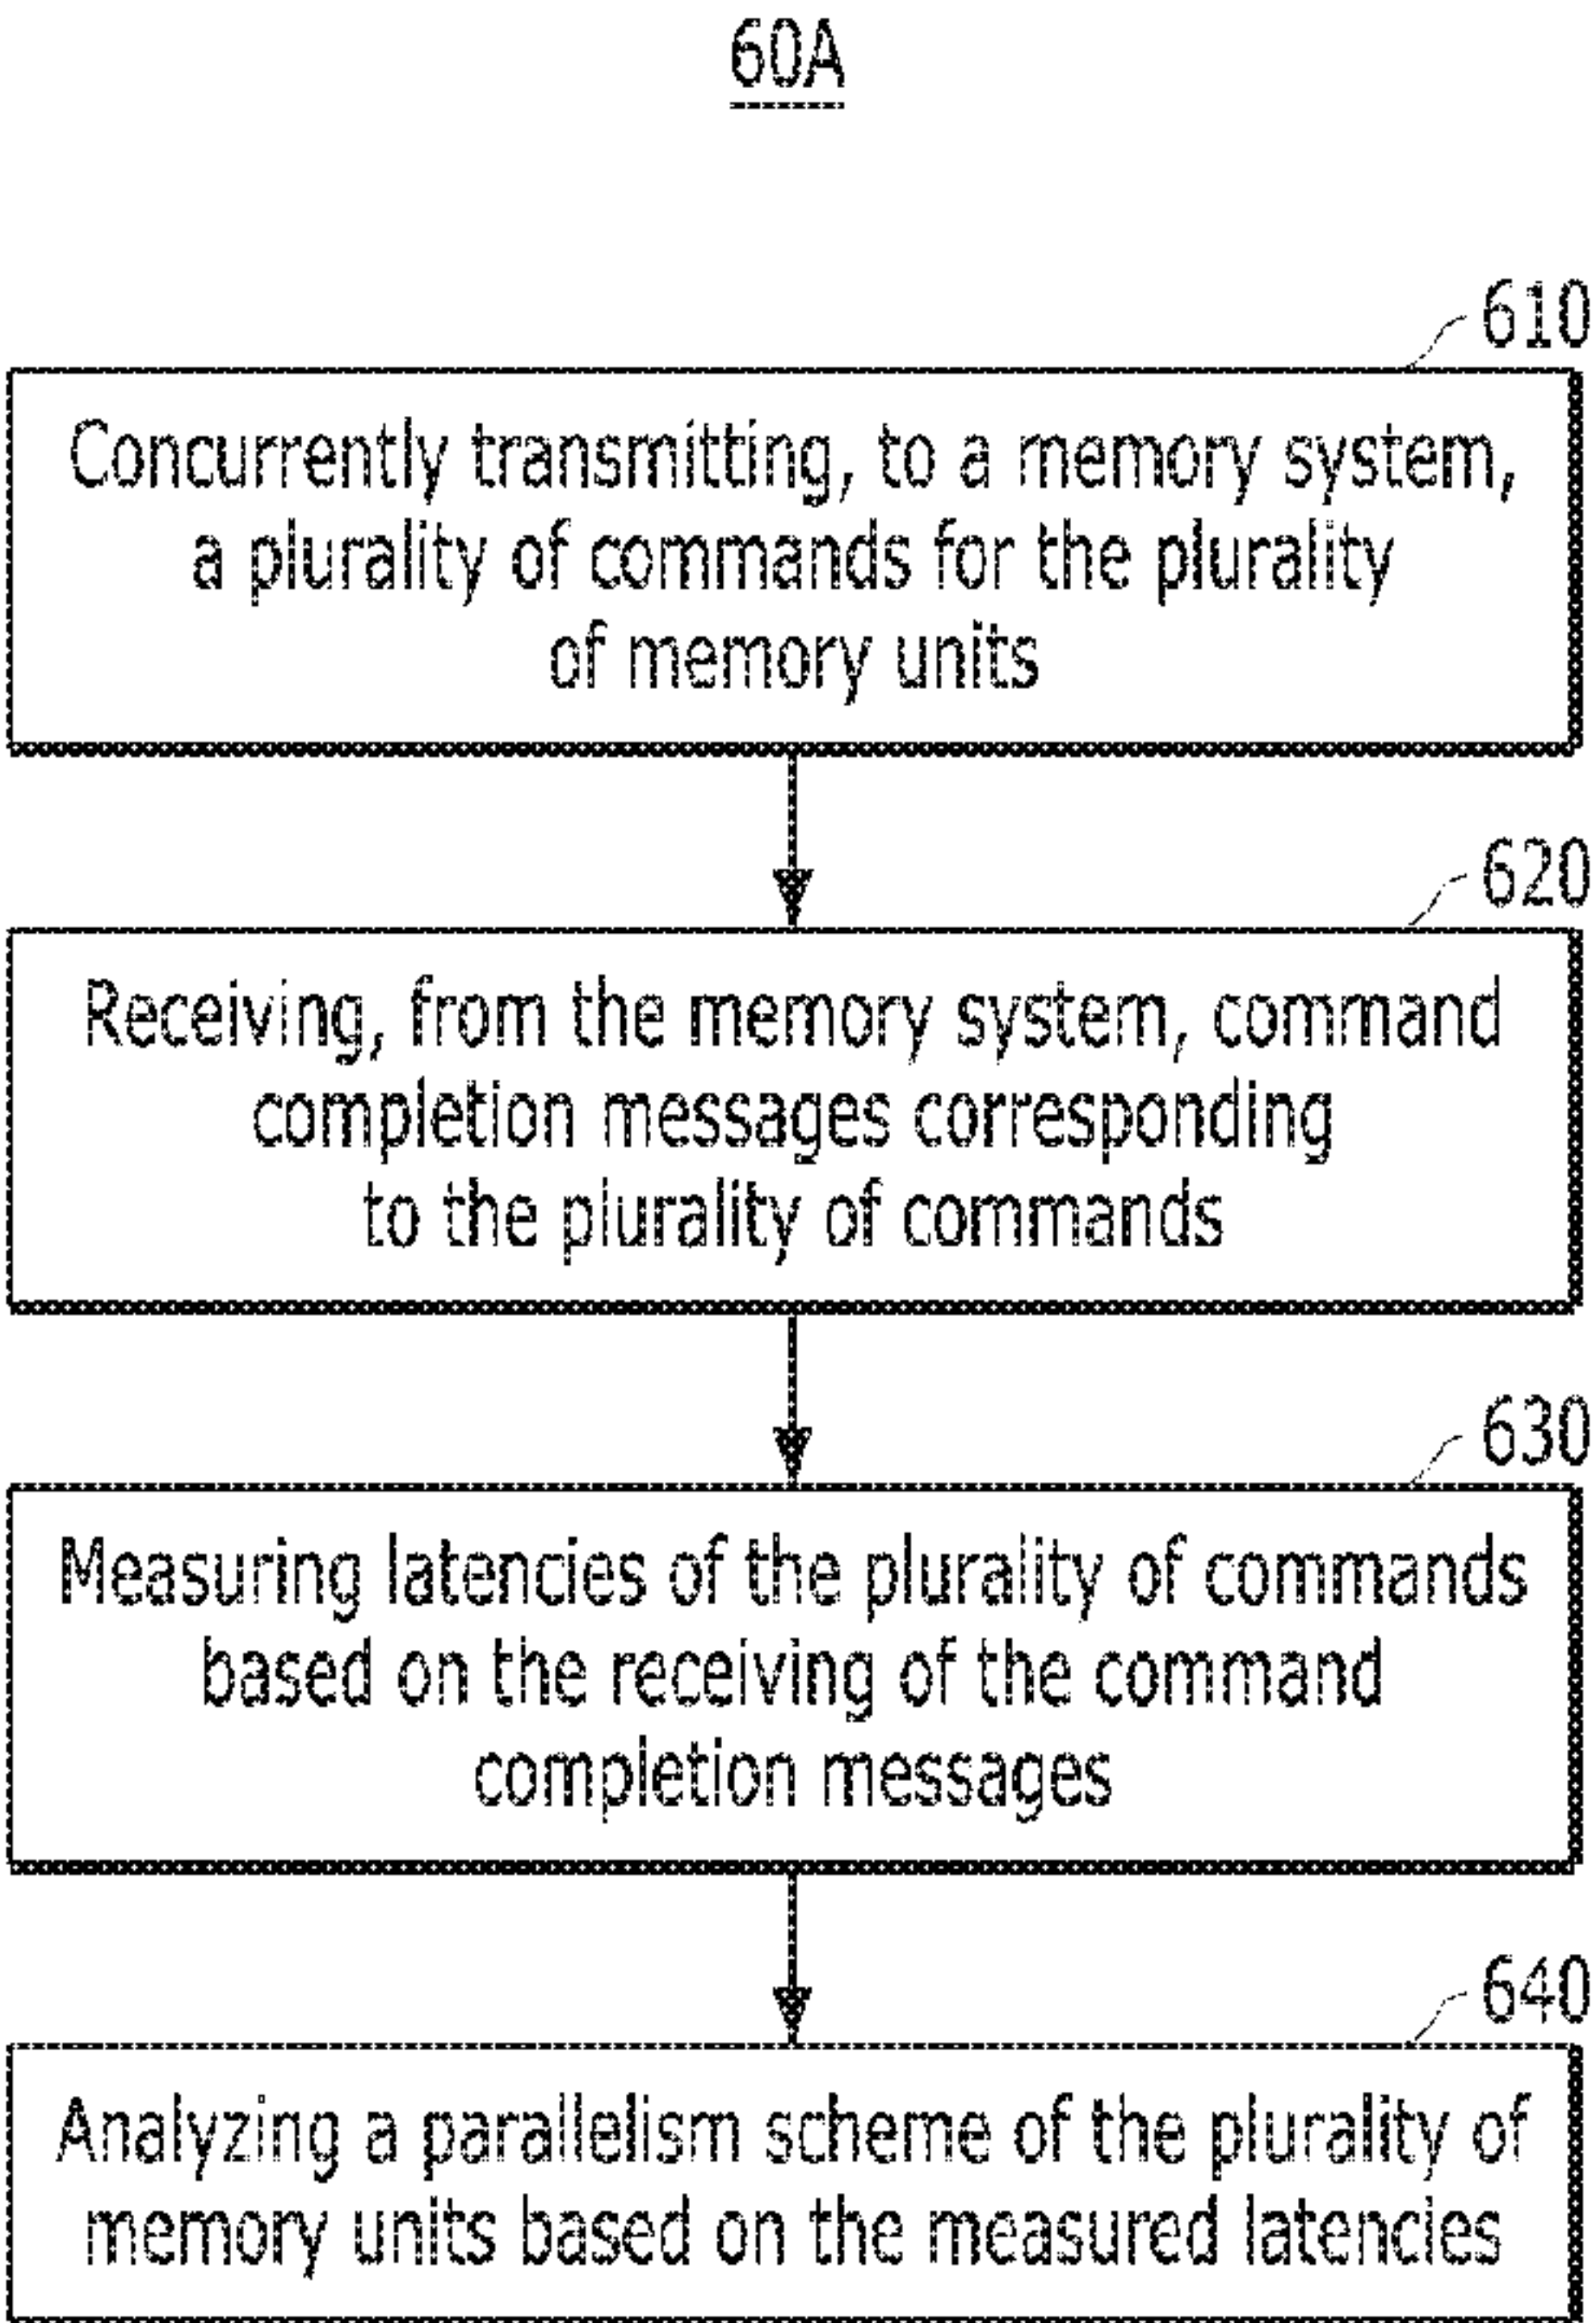 60A
610
Concurrently transmitting, to a memory system,
a plurality of commands for the plurality
of memory units
620
Receiving, from the memory system, command
completion messages corresponding
to the plurality of commands
630
Measuring latencies of the plurality of commands
based on the receiving of the command
completion messages
640
Analyzing a parallelism scheme of the plurality of
memory units based on the measured latencies